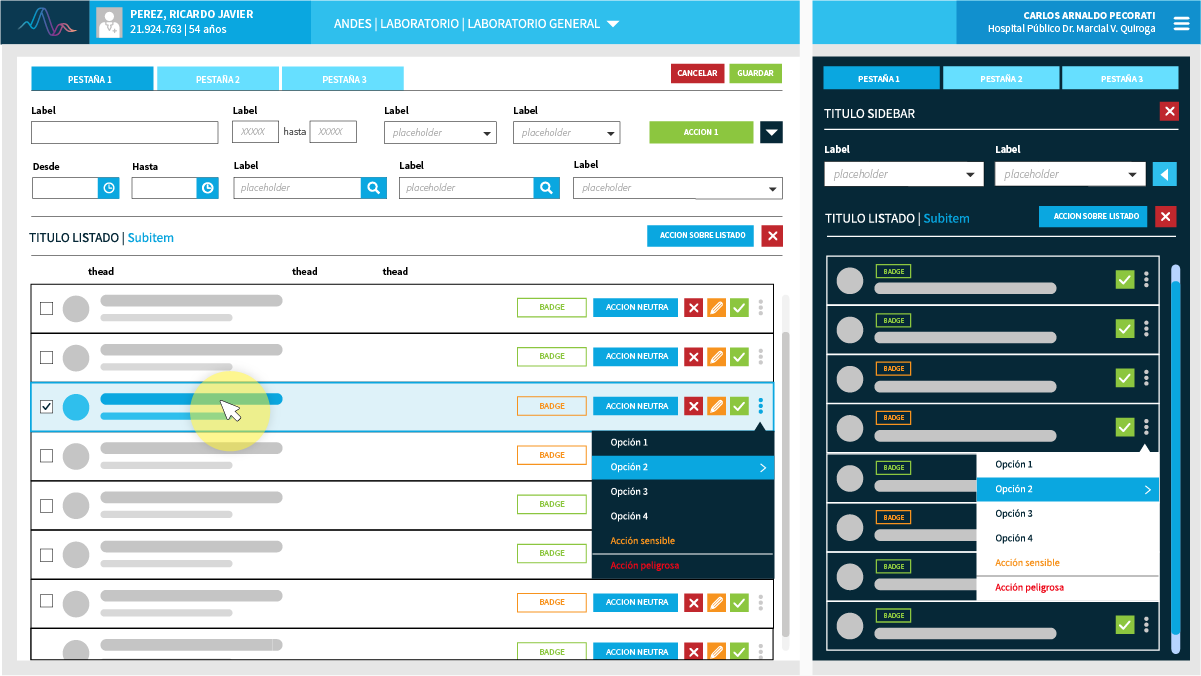 PEREZ, RICARDO JAVIER
21.924.763 | 54 años
ANDES | LABORATORIO | LABORATORIO GENERAL
CARLOS ARNALDO PECORATI
Hospital Público Dr. Marcial V. Quiroga
PESTAÑA 1
PESTAÑA 2
PESTAÑA 3
CANCELAR
GUARDAR
Label
Label
Label
Label
XXXXX
hasta
XXXXX
placeholder
placeholder
ACCION 1
Desde
Hasta
Label
Label
Label
placeholder
placeholder
placeholder
TITULO LISTADO | Subitem
ACCION SOBRE LISTADO
thead
thead
thead
BADGE
ACCION NEUTRA
BADGE
ACCION NEUTRA
BADGE
ACCION NEUTRA
BADGE
BADGE
BADGE
BADGE
ACCION NEUTRA
BADGE
ACCION NEUTRA
Opción 1
Opción 2
Opción 3
Opción 4
Acción sensible
Acción peligrosa
PESTAÑA 1
PESTAÑA 2
PESTAÑA 3
TITULO SIDEBAR
Label
Label
placeholder
placeholder
TITULO LISTADO | Subitem
ACCION SOBRE LISTADO
BADGE
BADGE
BADGE
BADGE
BADGE
BADGE
BADGE
BADGE
Opción 1
Opción 2
Opción 3
Opción 4
Acción sensible
Acción peligrosa